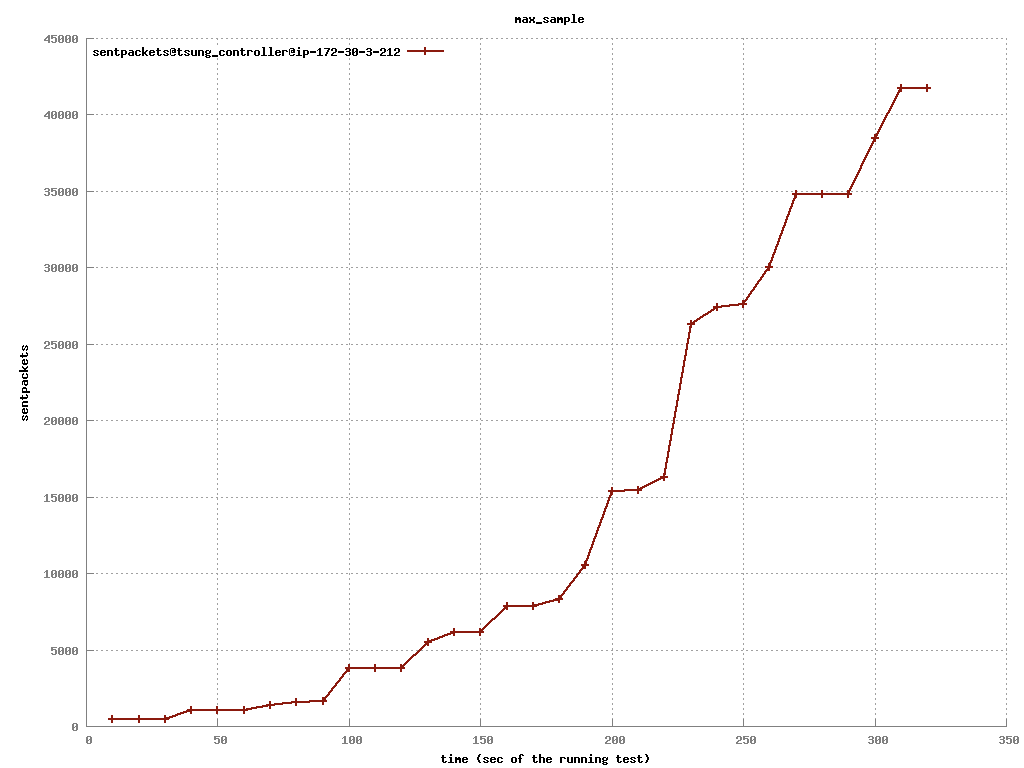 max_sample
sentpackets@tsung_controller@ip-172-30-3-212
45000
40000
35000
30000
25000
20000
15000
10000
5000
0
sentpackets
0 50 100 150 200 250 300 350
time (sec of the running test)